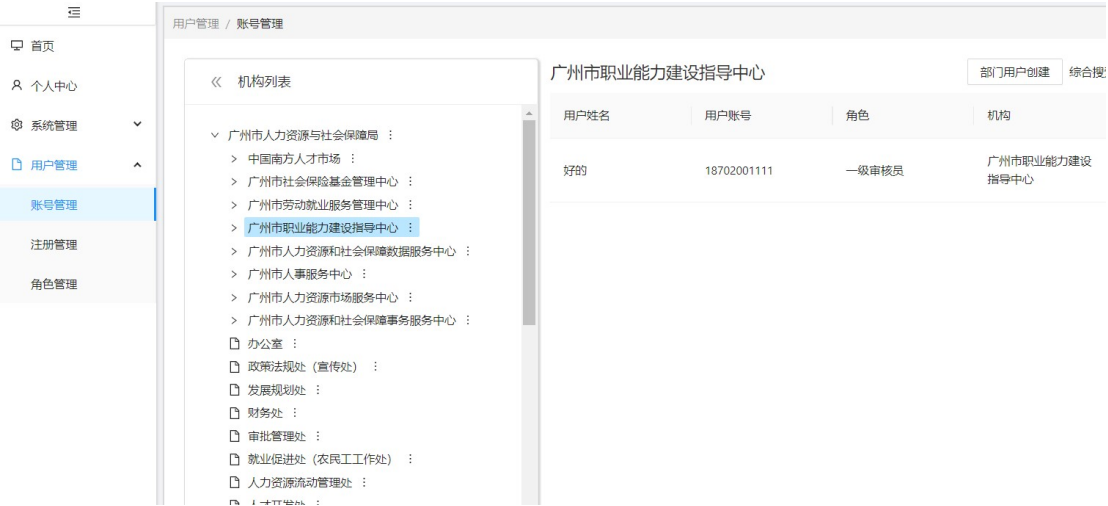 首页
个人中心
系统管理
用户管理
账号管理
注册管理
角色管理
用户管理 / 账号管理
机构列表
广州市人力资源与社会保障局
中国南方人才市场
广州市社会保险基金管理中心
广州市劳动就业服务管理中心
广州市职业能力建设指导中心
广州市人力资源和社会保障数据服务中心
广州市人事服务中心
广州市人力资源市场服务中心
广州市人力资源和社会保障事务服务中心
办公室
政策法规处（宣传处）
发展规划处
财务处
审批管理处
就业促进处（农民工工作处）
人力资源流动管理处
人才开发处
广州市职业能力建设指导中心
部门用户创建 综合搜
用户姓名 用户账号 角色 机构
好的 18702001111 一级审核员 广州市职业能力建设
指导中心